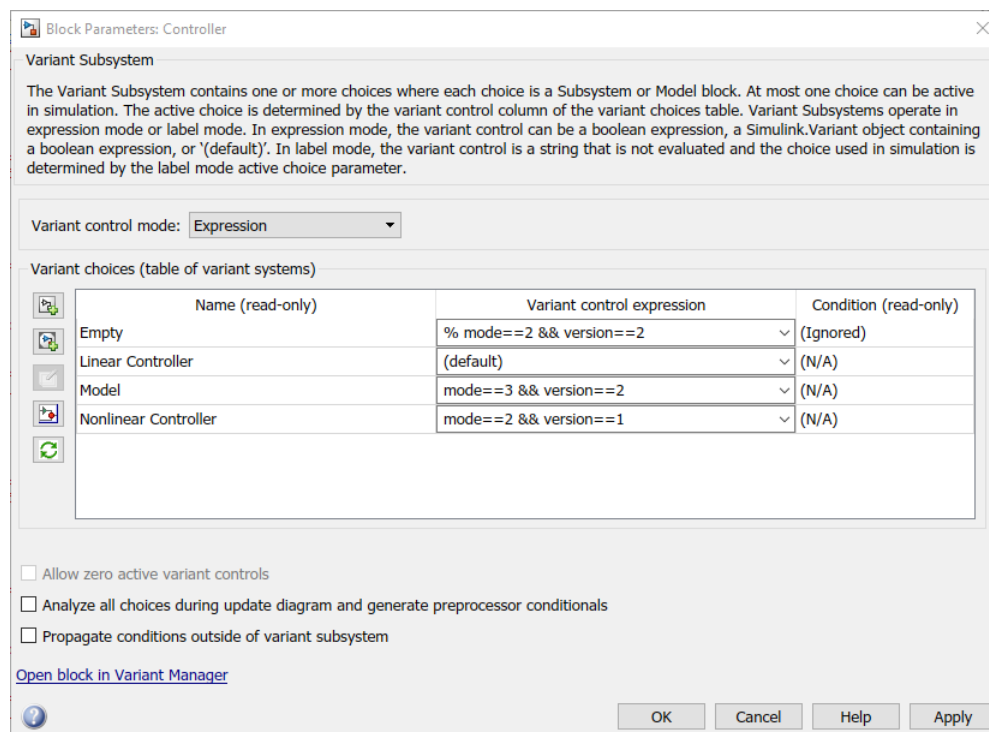 Block Parameters: Controller
Variant Subsystem
The Variant Subsystem contains one or more choices where each choice is a Subsystem or Model block. At most one choice can be active
in simulation. The active choice is determined by the variant control column of the variant choices table. Variant Subsystems operate in
expression mode or label mode. In expression mode, the variant control can be a boolean expression, a Simulink.Variant object containing
a boolean expression, or ‘(default)’. In label mode, the variant control is a string that is not evaluated and the choice used in simulation is
determined by the label mode active choice parameter.
Variant control mode: Expression
Variant choices (table of variant systems)
Name (read-only) Variant control expression Condition (read-only)
Empty % mode==2 && version==2 (Ignored)
Linear Controller (default) (N/A)
Model mode==3 && version==2 (N/A)
Nonlinear Controller mode==2 && version==1 (N/A)
Allow zero active variant controls
Analyze all choices during update diagram and generate preprocessor conditionals
Propagate conditions outside of variant subsystem
Open block in Variant Manager
? OK Cancel Help Apply